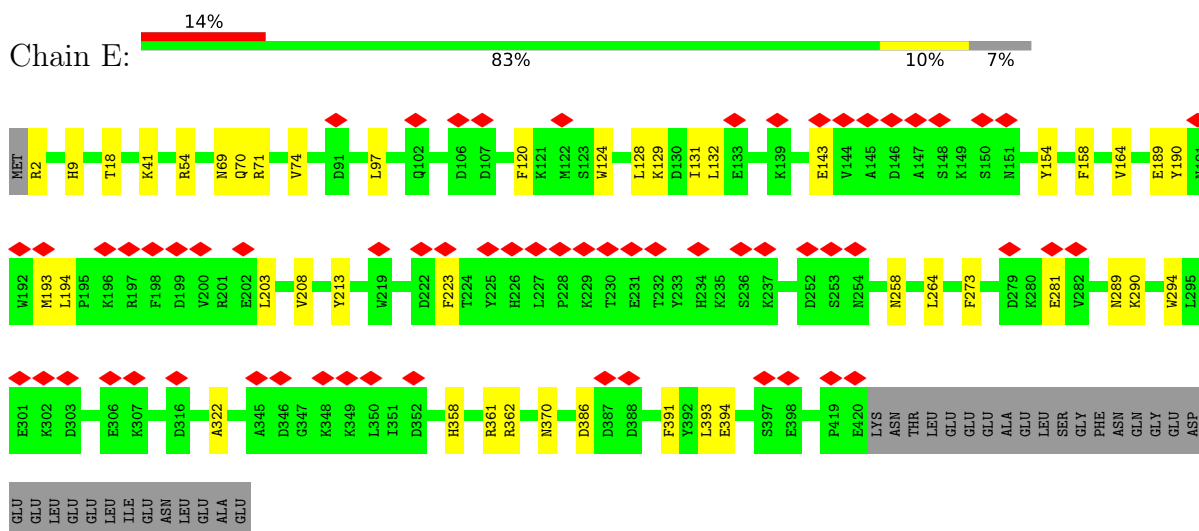 14%
Chain E:
83% 10% 7%
MET R2 H9 T18 K41 R54 N69 Q70 R71 V74 D91 L97 Q102 D106 D107 F120 K121 M122 S123 W124 L128 K129 D130 I131 L132 E133 K139 E143 V144 A145 D146 A147 S148 K149 S150 N151 Y154 F158 V164 E189 Y190 N191
W192 M193 L194 P195 K196 R197 F198 D199 V200 R201 E202 L203 V208 Y213 W219 D222 F223 T224 Y225 H226 L227 P228 K229 T230 E231 T232 Y233 H234 K235 S236 K237 D252 S253 N254 N258 L264 F273 D279 K280 E281 V282 N289 K290 W294 L295
E301 K302 D303 E306 K307 D316 A322 A345 D346 G347 K348 K349 L350 I351 D352 H358 R361 R362 N370 D386 D387 D388 F391 Y392 L393 E394 S397 E398 P419 E420 LYS ASN THR LEU GLU GLU GLU ALA GLU LEU SER GLY PHE ASN GLN GLY GLU ASP
GLU GLU LEU GLU GLU LEU ILE GLU ASN LEU GLU ALA GLU